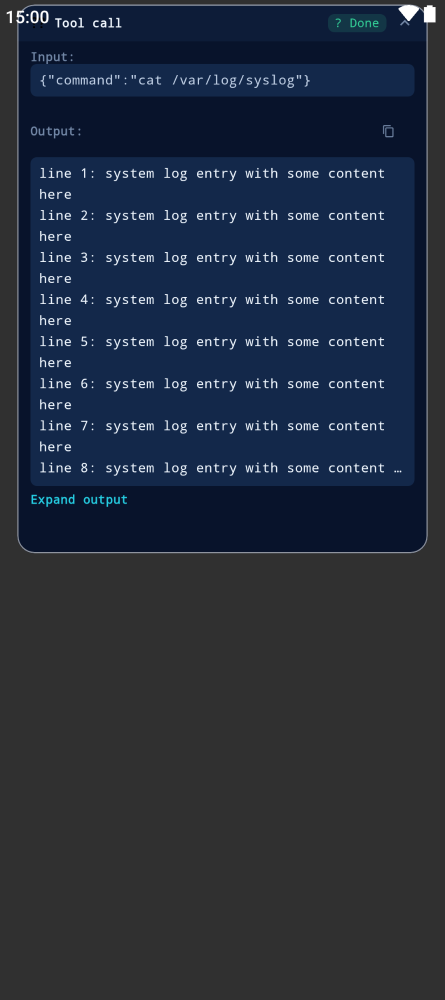 15:00
Tool call
? Done
Input:
{"command":"cat /var/log/syslog"}
Output:
line 1: system log entry with some content
here
line 2: system log entry with some content
here
line 3: system log entry with some content
here
line 4: system log entry with some content
here
line 5: system log entry with some content
here
line 6: system log entry with some content
here
line 7: system log entry with some content
here
line 8: system log entry with some content …
Expand output